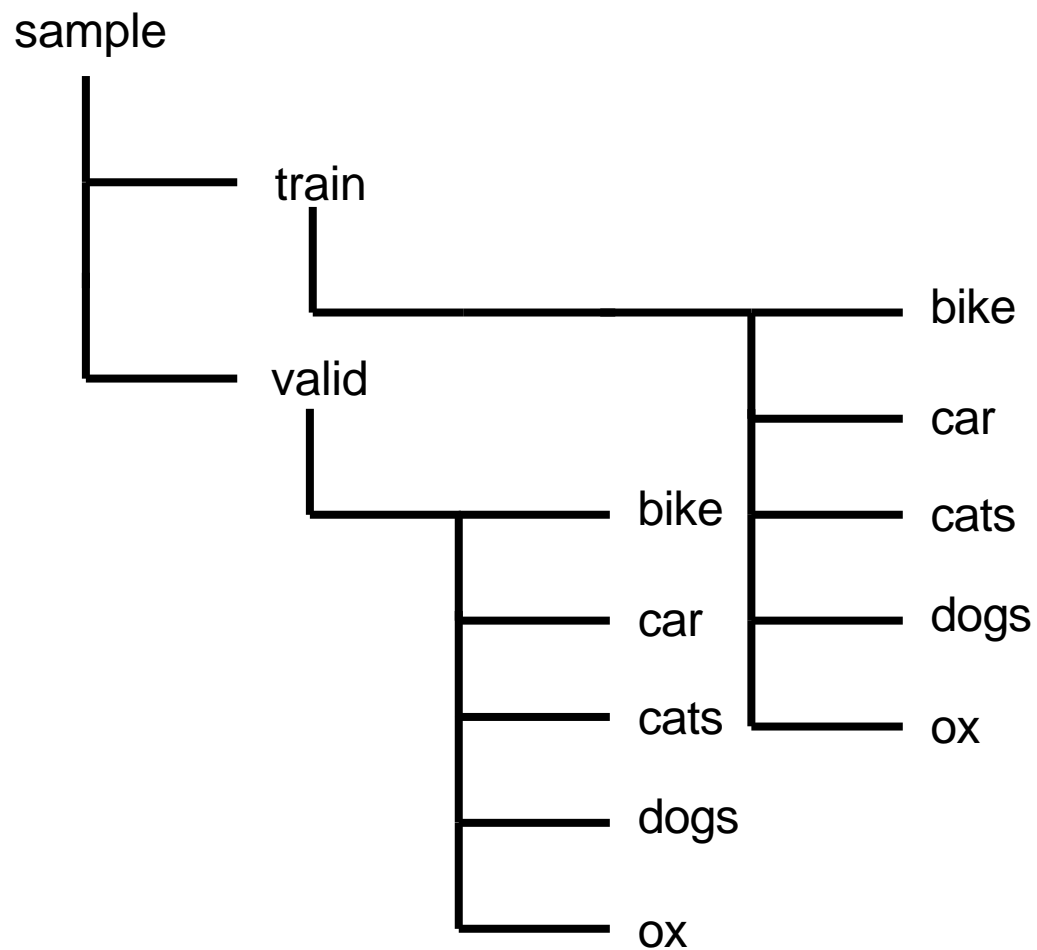 sample
train
bike
car
cats
dogs
ox
valid
bike
car
cats
dogs
ox